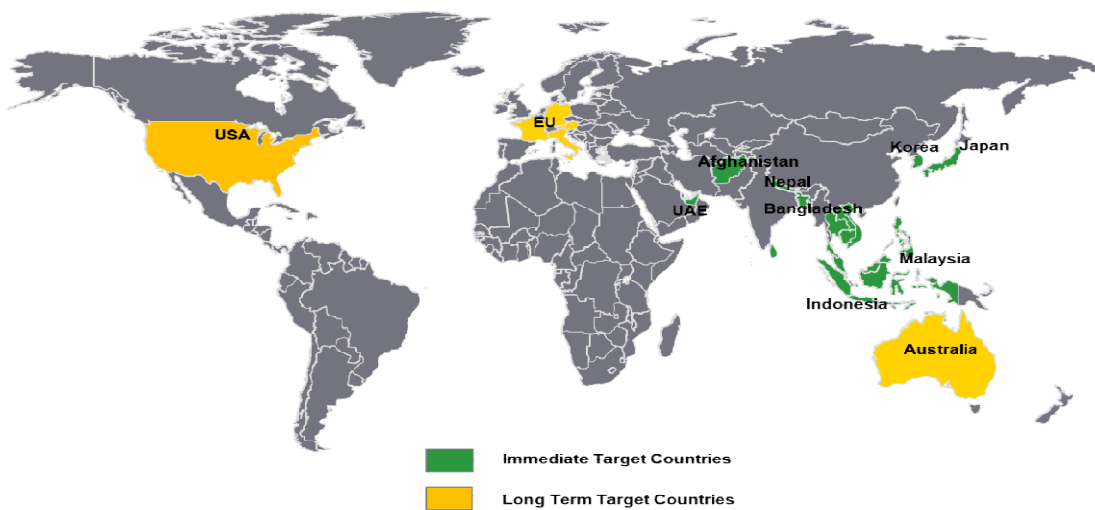 USA
EU
Korea
Japan
Afghanistan
Nepal
UAE
Bangladesh
Malaysia
Indonesia
Australia
Immediate Target Countries
Long Term Target Countries